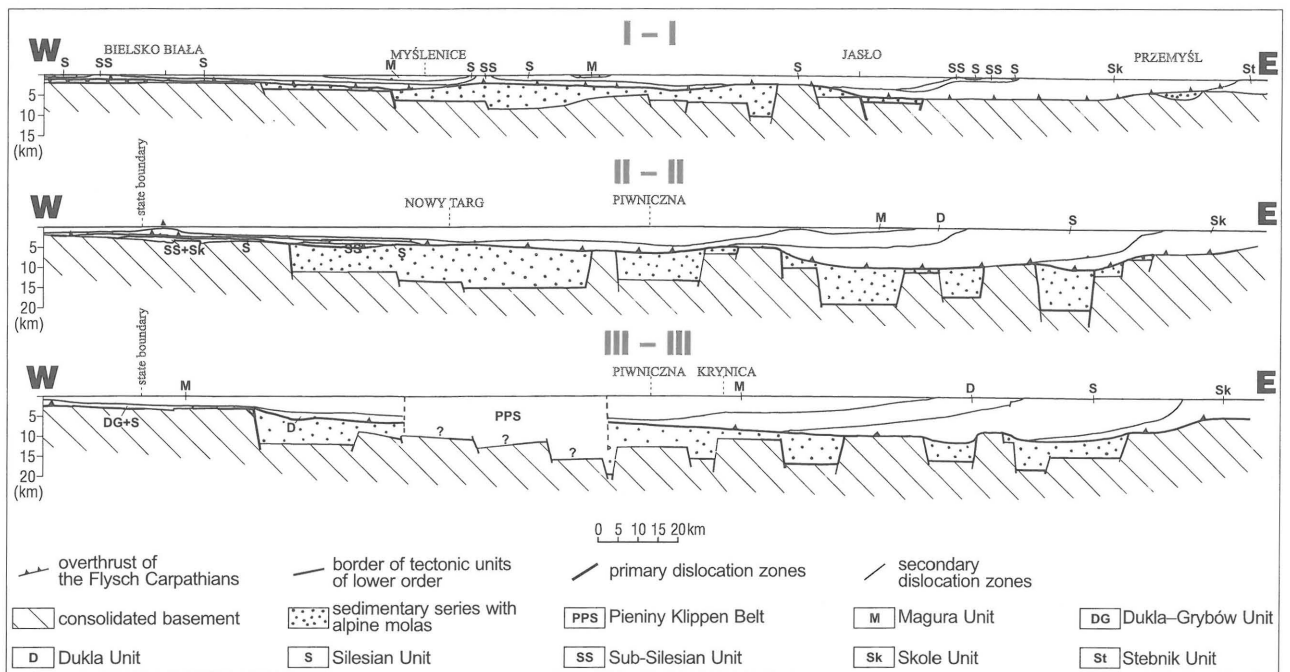 I – I
W
BIELSKO BIAŁA
MYŚLENICE
JASŁO
PRZEMYŚL
E
S SS S M S SS S M S SS S SS S Sk St
5
10
15
(km)
II – II
W
state boundary
NOWY TARG
PIWNICZNA
E
M D S Sk
SS+Sk S SS S
5
10
15
20
(km)
III – III
W
state boundary
PIWNICZNA
KRYNICA
E
M M D S Sk
PPS
DG+S D
? ? ?
5
10
15
20
(km)
0 5 10 15 20 km
overthrust of
the Flysch Carpathians
border of tectonic units
of lower order
primary dislocation zones
secondary
dislocation zones
consolidated basement
sedimentary series with
alpine molas
PPS Pieniny Klippen Belt
M Magura Unit
DG Dukla–Grybów Unit
D Dukla Unit
S Silesian Unit
SS Sub-Silesian Unit
Sk Skole Unit
St Stebnik Unit